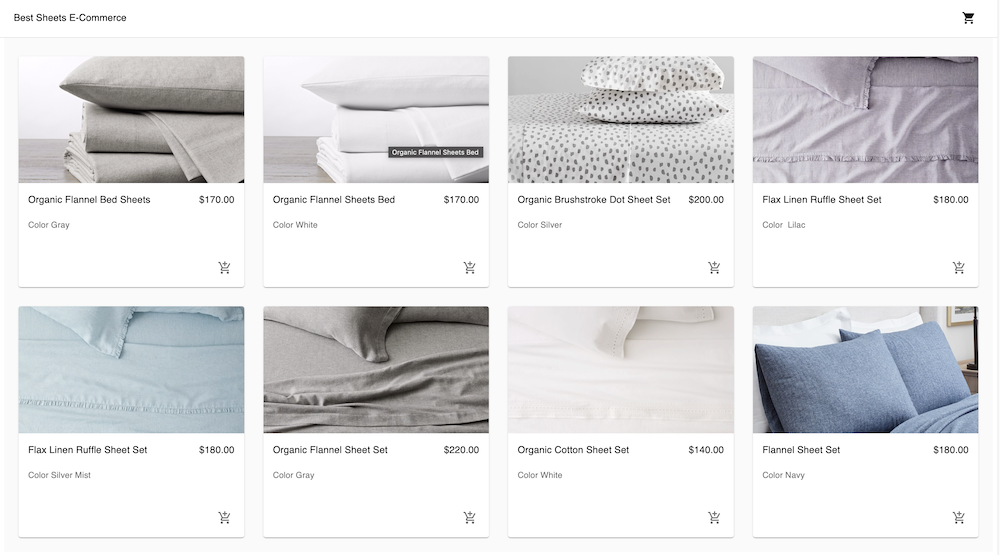 Best Sheets E-Commerce
Organic Flannel Sheets Bed
Organic Flannel Bed Sheets $170.00
Color Gray
Organic Flannel Sheets Bed $170.00
Color White
Organic Brushstroke Dot Sheet Set $200.00
Color Silver
Flax Linen Ruffle Sheet Set $180.00
Color Lilac
Flax Linen Ruffle Sheet Set $180.00
Color Silver Mist
Organic Flannel Sheet Set $220.00
Color Gray
Organic Cotton Sheet Set $140.00
Color White
Flannel Sheet Set $180.00
Color Navy